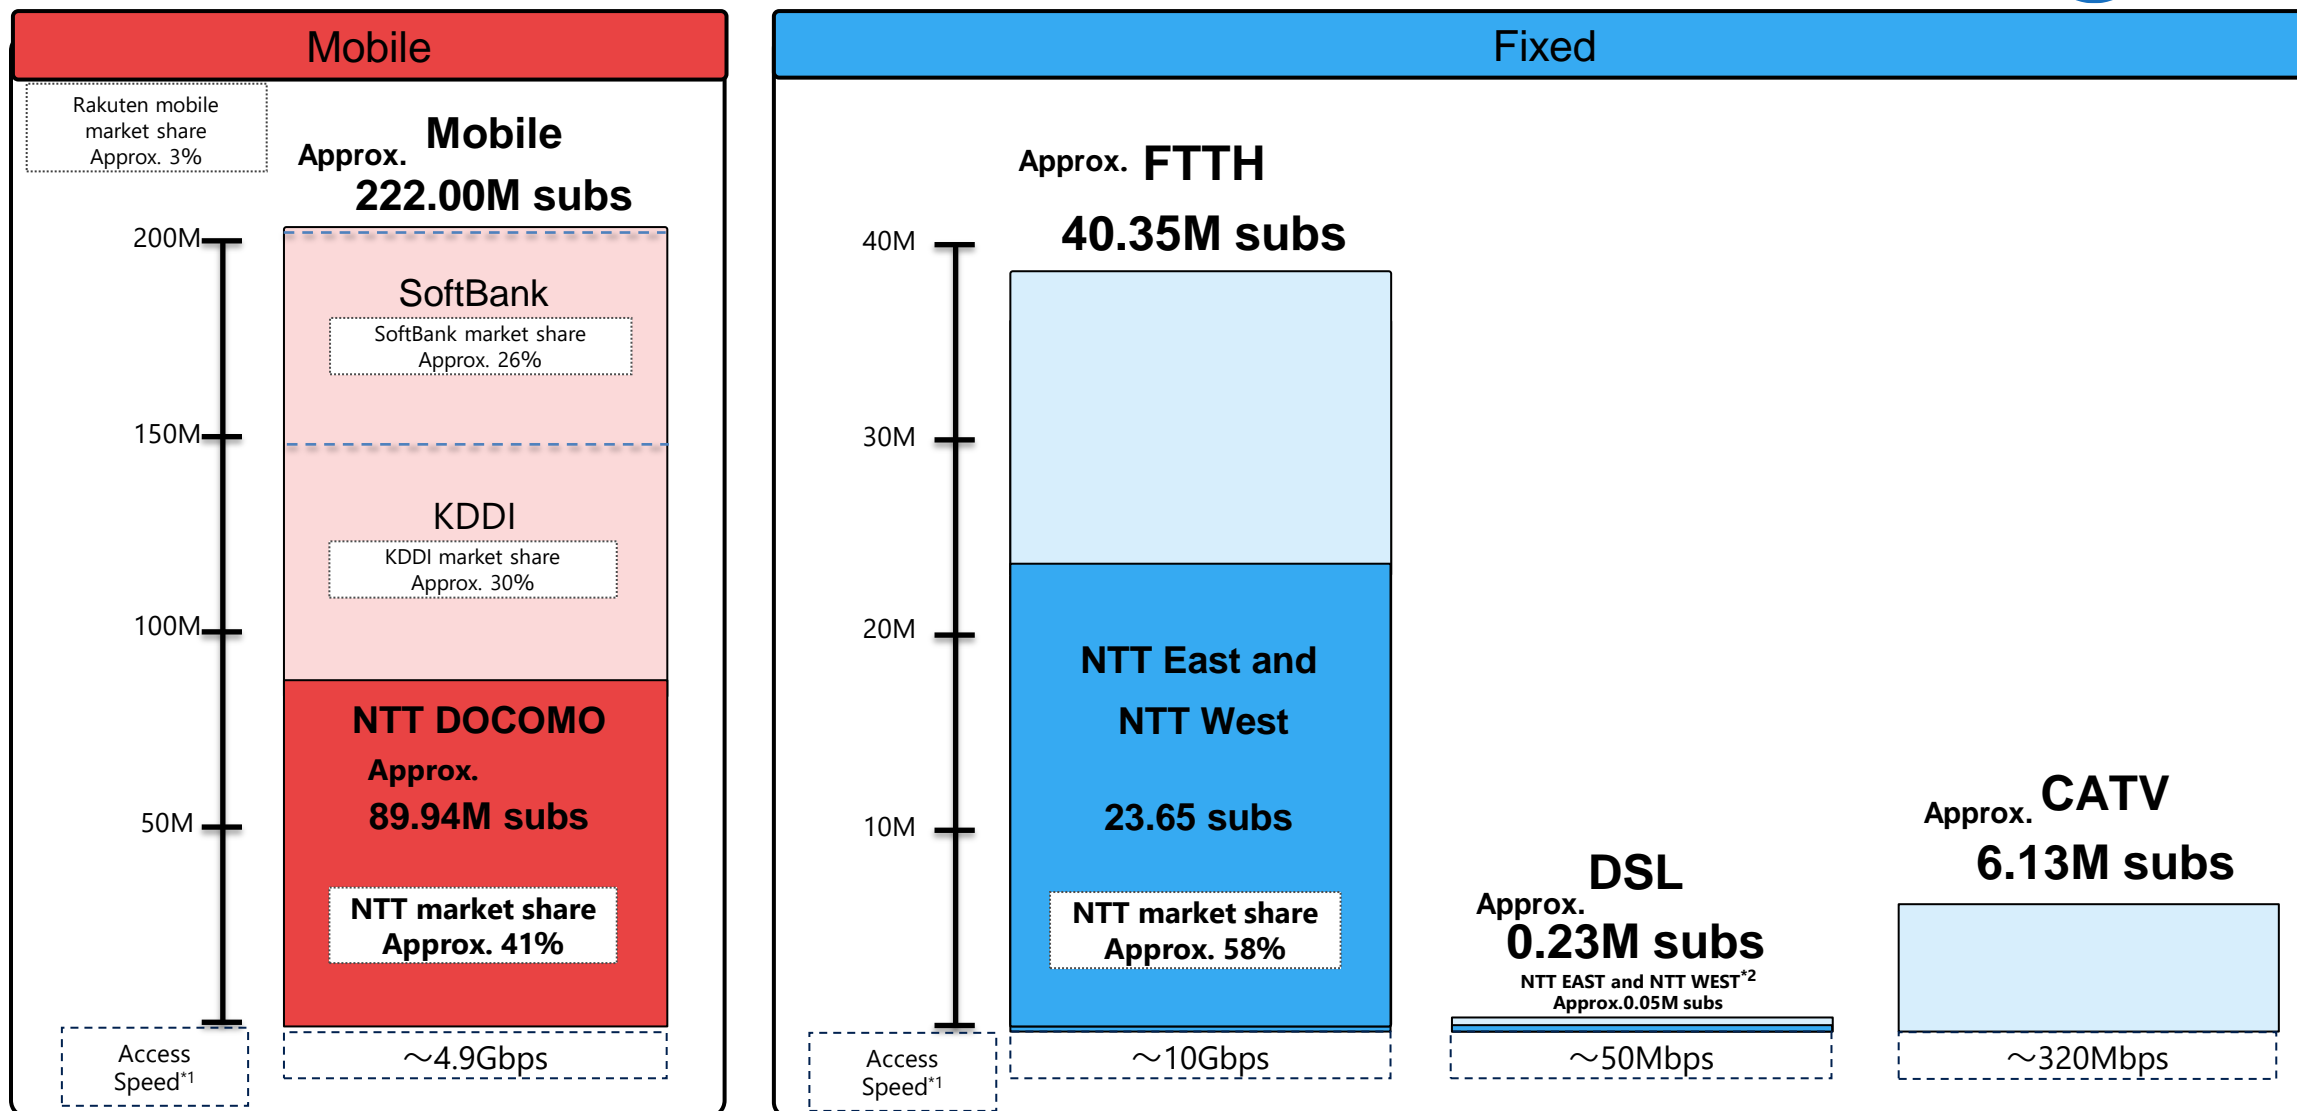 Mobile
Rakuten mobile
market share
Approx. 3%
Approx. Mobile
222.00M subs
200M
150M
100M
50M
SoftBank
SoftBank market share
Approx. 26%
KDDI
KDDI market share
Approx. 30%
NTT DOCOMO
Approx.
89.94M subs
NTT market share
Approx. 41%
Access
Speed*1
～4.9Gbps
Fixed
Approx. FTTH
40.35M subs
40M
30M
20M
10M
NTT East and
NTT West
23.65 subs
NTT market share
Approx. 58%
Access
Speed*1
～10Gbps
DSL
Approx.
0.23M subs
NTT EAST and NTT WEST*2
Approx.0.05M subs
～50Mbps
Approx. CATV
6.13M subs
～320Mbps